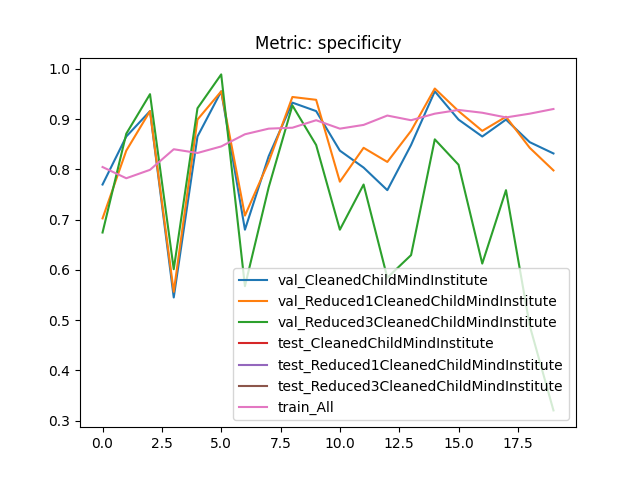 Metric: specificity
1.0
0.9
0.8
0.7
0.6
0.5
0.4
0.3
val_CleanedChildMindInstitute
val_Reduced1CleanedChildMindInstitute
val_Reduced3CleanedChildMindInstitute
test_CleanedChildMindInstitute
test_Reduced1CleanedChildMindInstitute
test_Reduced3CleanedChildMindInstitute
train_All
0.0 2.5 5.0 7.5 10.0 12.5 15.0 17.5